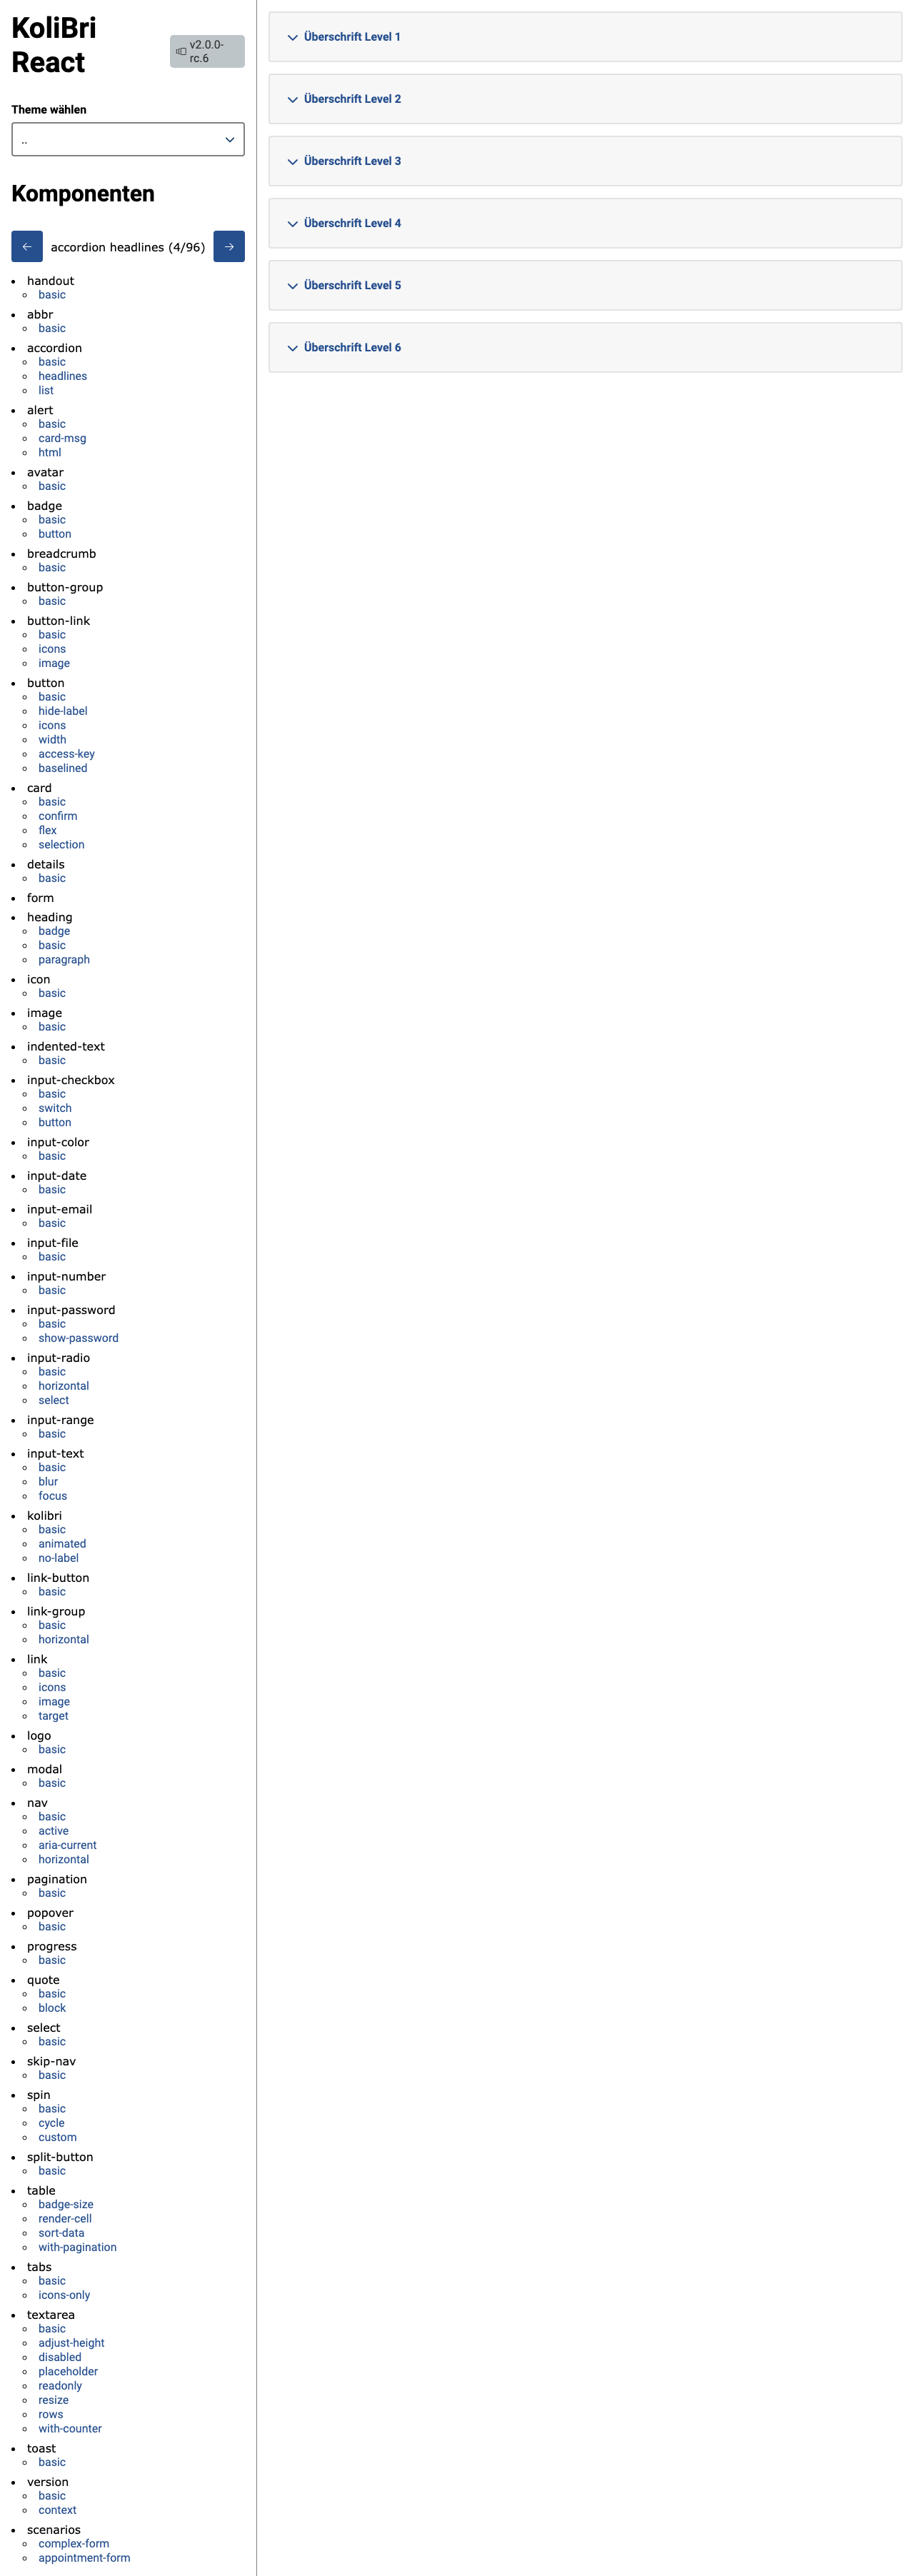 KoliBri
React
v2.0.0-
rc.6
Theme wählen
..
Komponenten
accordion headlines (4/96)
handout
basic
abbr
basic
accordion
basic
headlines
list
alert
basic
card-msg
html
avatar
basic
badge
basic
button
breadcrumb
basic
button-group
basic
button-link
basic
icons
image
button
basic
hide-label
icons
width
access-key
baselined
card
basic
confirm
flex
selection
details
basic
form
heading
badge
basic
paragraph
icon
basic
image
basic
indented-text
basic
input-checkbox
basic
switch
button
input-color
basic
input-date
basic
input-email
basic
input-file
basic
input-number
basic
input-password
basic
show-password
input-radio
basic
horizontal
select
input-range
basic
input-text
basic
blur
focus
kolibri
basic
animated
no-label
link-button
basic
link-group
basic
horizontal
link
basic
icons
image
target
logo
basic
modal
basic
nav
basic
active
aria-current
horizontal
pagination
basic
popover
basic
progress
basic
quote
basic
block
select
basic
skip-nav
basic
spin
basic
cycle
custom
split-button
basic
table
badge-size
render-cell
sort-data
with-pagination
tabs
basic
icons-only
textarea
basic
adjust-height
disabled
placeholder
readonly
resize
rows
with-counter
toast
basic
version
basic
context
scenarios
complex-form
appointment-form
Überschrift Level 1
Überschrift Level 2
Überschrift Level 3
Überschrift Level 4
Überschrift Level 5
Überschrift Level 6